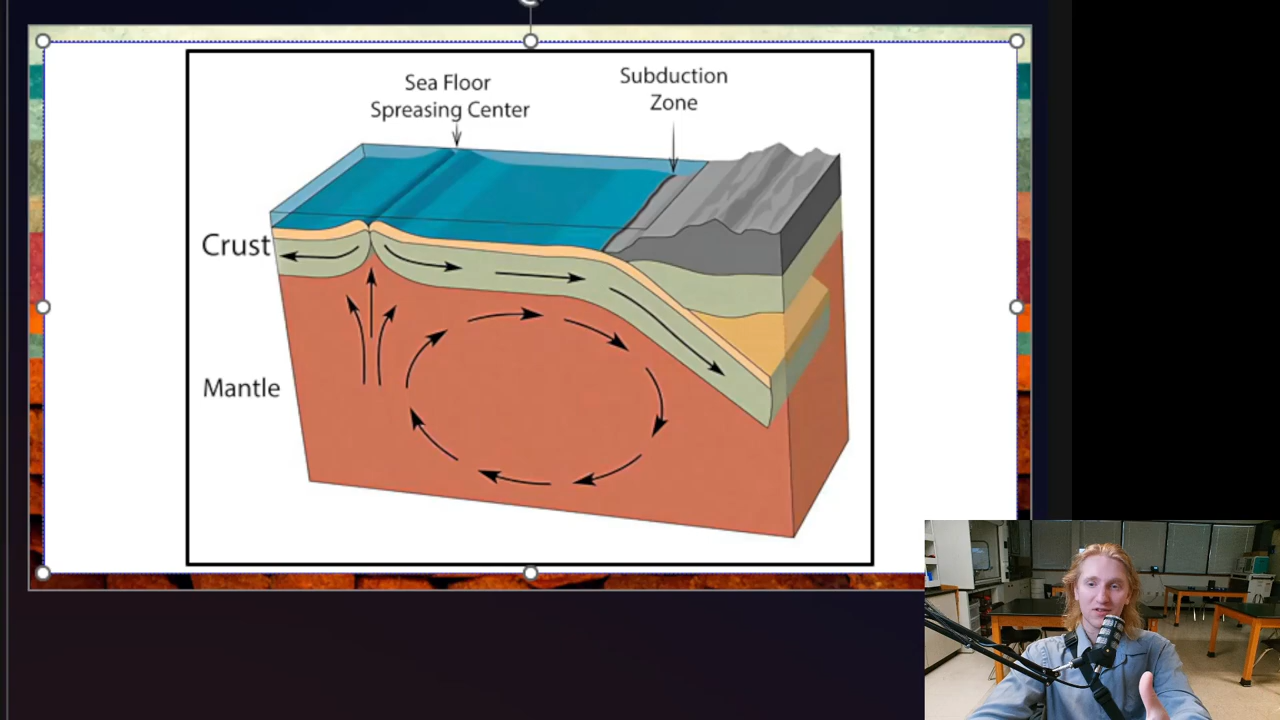 Sea Floor
Spreasing Center
Subduction
Zone
Crust
Mantle